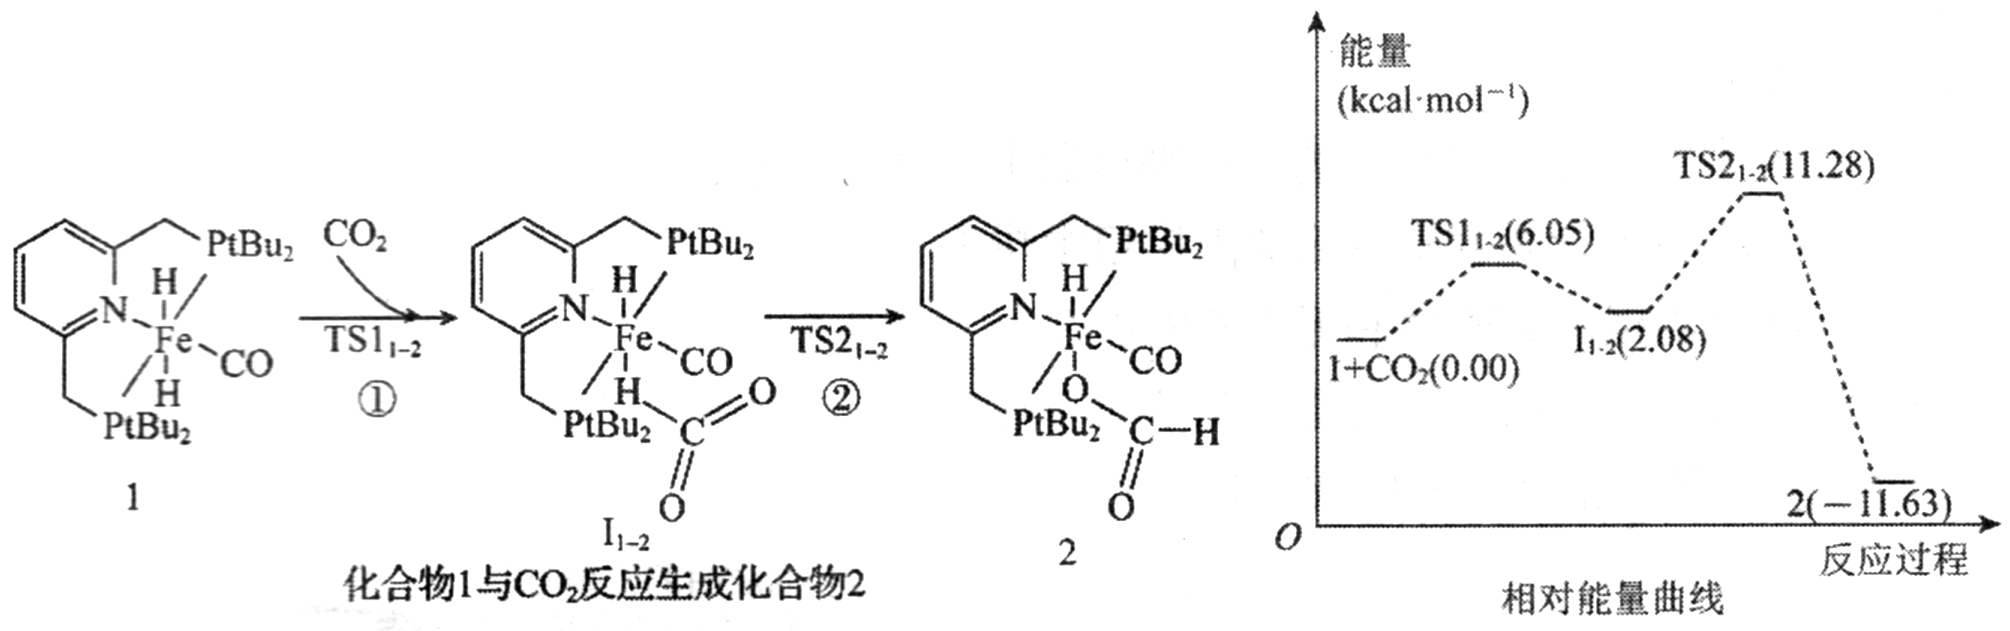 PtBu₂
H
N
Fe
CO
H
PtBu₂
1
CO₂
TS1₁₋₂
①
PtBu₂
H
N
Fe
CO
H
PtBu₂
C
O
O
I₁₋₂
TS2₁₋₂
②
PtBu₂
H
N
Fe
CO
O
PtBu₂
C—H
O
2
化合物1与CO₂反应生成化合物2
能量
(kcal·mol⁻¹)
TS2₁₋₂(11.28)
TS1₁₋₂(6.05)
I₁₋₂(2.08)
1+CO₂(0.00)
2(−11.63)
O
反应过程
相对能量曲线